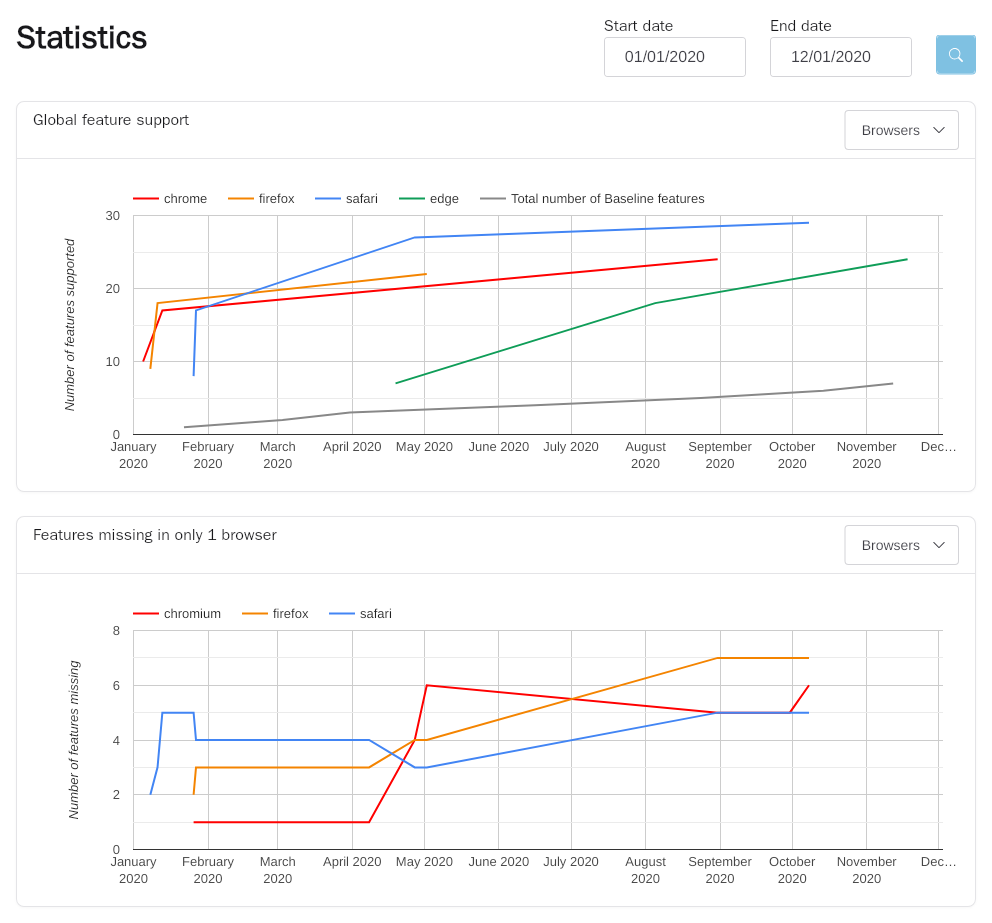 Statistics
Start date
End date
01/01/2020
12/01/2020
Global feature support
Browsers
chrome firefox safari edge Total number of Baseline features
Number of features supported
30
20
10
0
January 2020
February 2020
March 2020
April 2020
May 2020
June 2020
July 2020
August 2020
September 2020
October 2020
November 2020
Dec…
Features missing in only 1 browser
Browsers
chromium firefox safari
Number of features missing
8
6
4
2
0
January 2020
February 2020
March 2020
April 2020
May 2020
June 2020
July 2020
August 2020
September 2020
October 2020
November 2020
Dec…